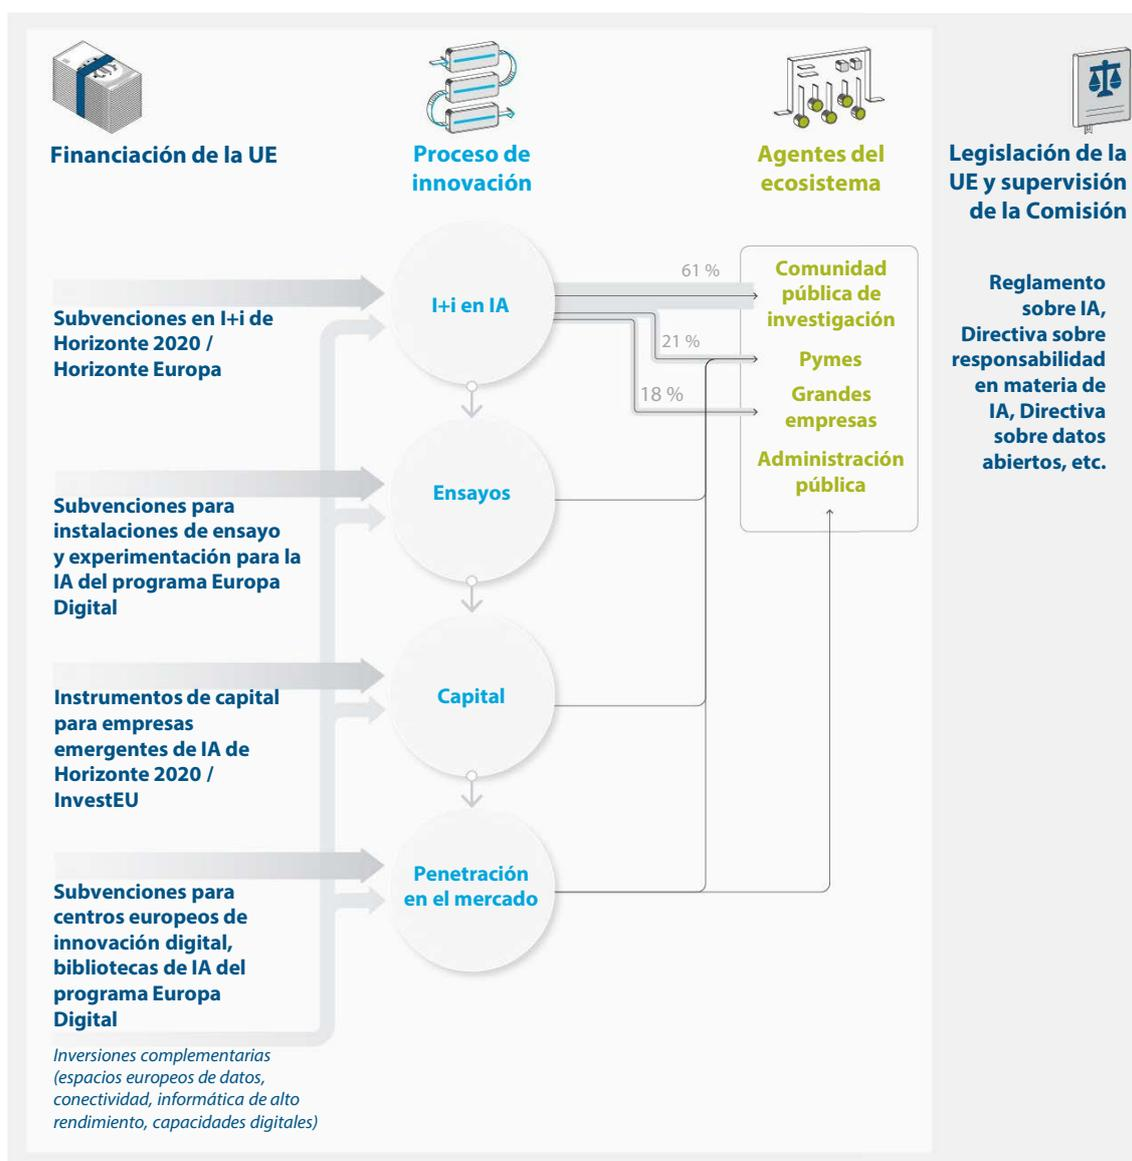 Financiación de la UE
Proceso de
innovación
Agentes del
ecosistema
Legislación de la
UE y supervisión
de la Comisión
Subvenciones en I+i de
Horizonte 2020 /
Horizonte Europa
I+i en IA
61 %
21 %
18 %
Comunidad
pública de
investigación
Pymes
Grandes
empresas
Administración
pública
Reglamento
sobre IA,
Directiva sobre
responsabilidad
en materia de
IA, Directiva
sobre datos
abiertos, etc.
Subvenciones para
instalaciones de ensayo
y experimentación para la
IA del programa Europa
Digital
Ensayos
Instrumentos de capital
para empresas
emergentes de IA de
Horizonte 2020 /
InvestEU
Capital
Subvenciones para
centros europeos de
innovación digital,
bibliotecas de IA del
programa Europa
Digital
Penetración
en el mercado
Inversiones complementarias
(espacios europeos de datos,
conectividad, informática de alto
rendimiento, capacidades digitales)